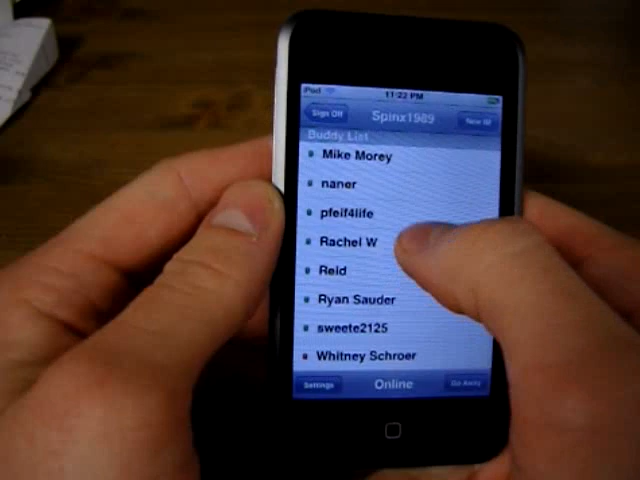 iPod 11:22 PM
Sign Off Spinx1989 New IM
Buddy List
Mike Morey
naner
pfeif4life
Rachel W
Reid
Ryan Sauder
sweete2125
Whitney Schroer
Settings Online Go Away